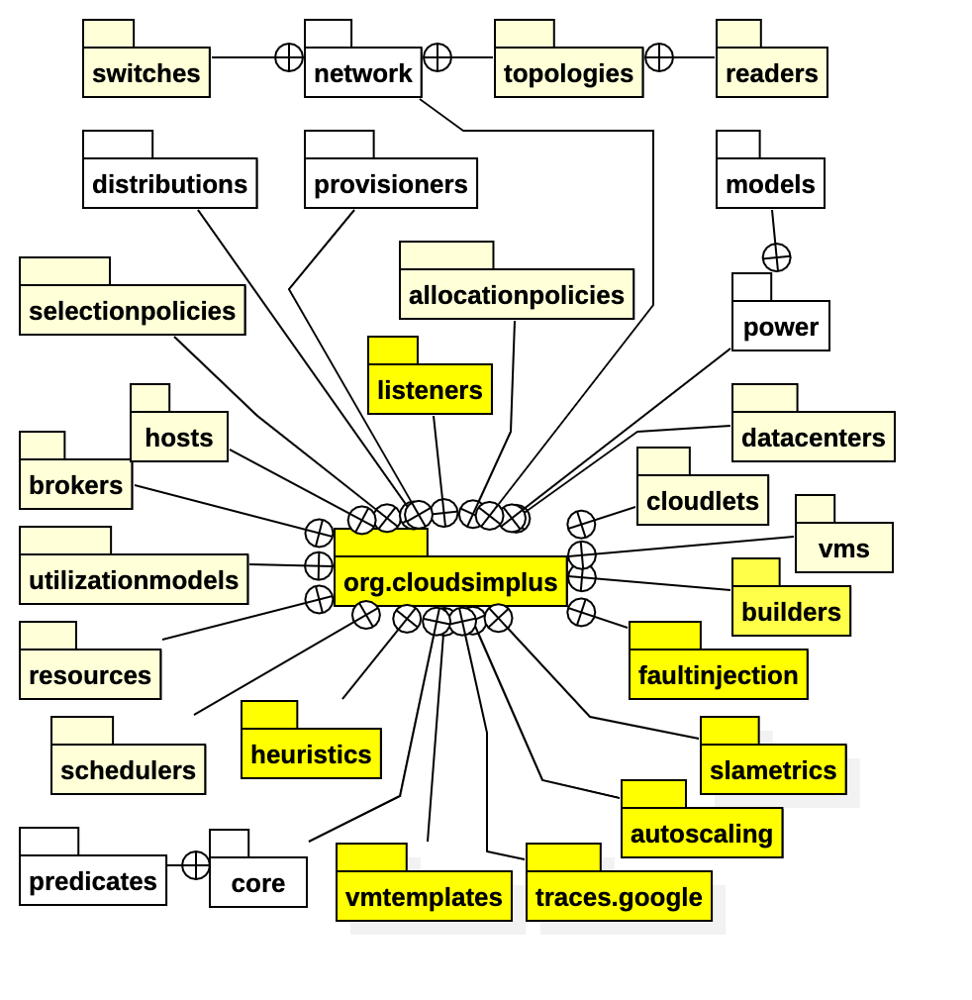 switches
network
topologies
readers
distributions
provisioners
models
selectionpolicies
allocationpolicies
power
listeners
hosts
datacenters
brokers
cloudlets
vms
utilizationmodels
org.cloudsimplus
builders
resources
faultinjection
schedulers
heuristics
slametrics
autoscaling
predicates
core
vmtemplates
traces.google